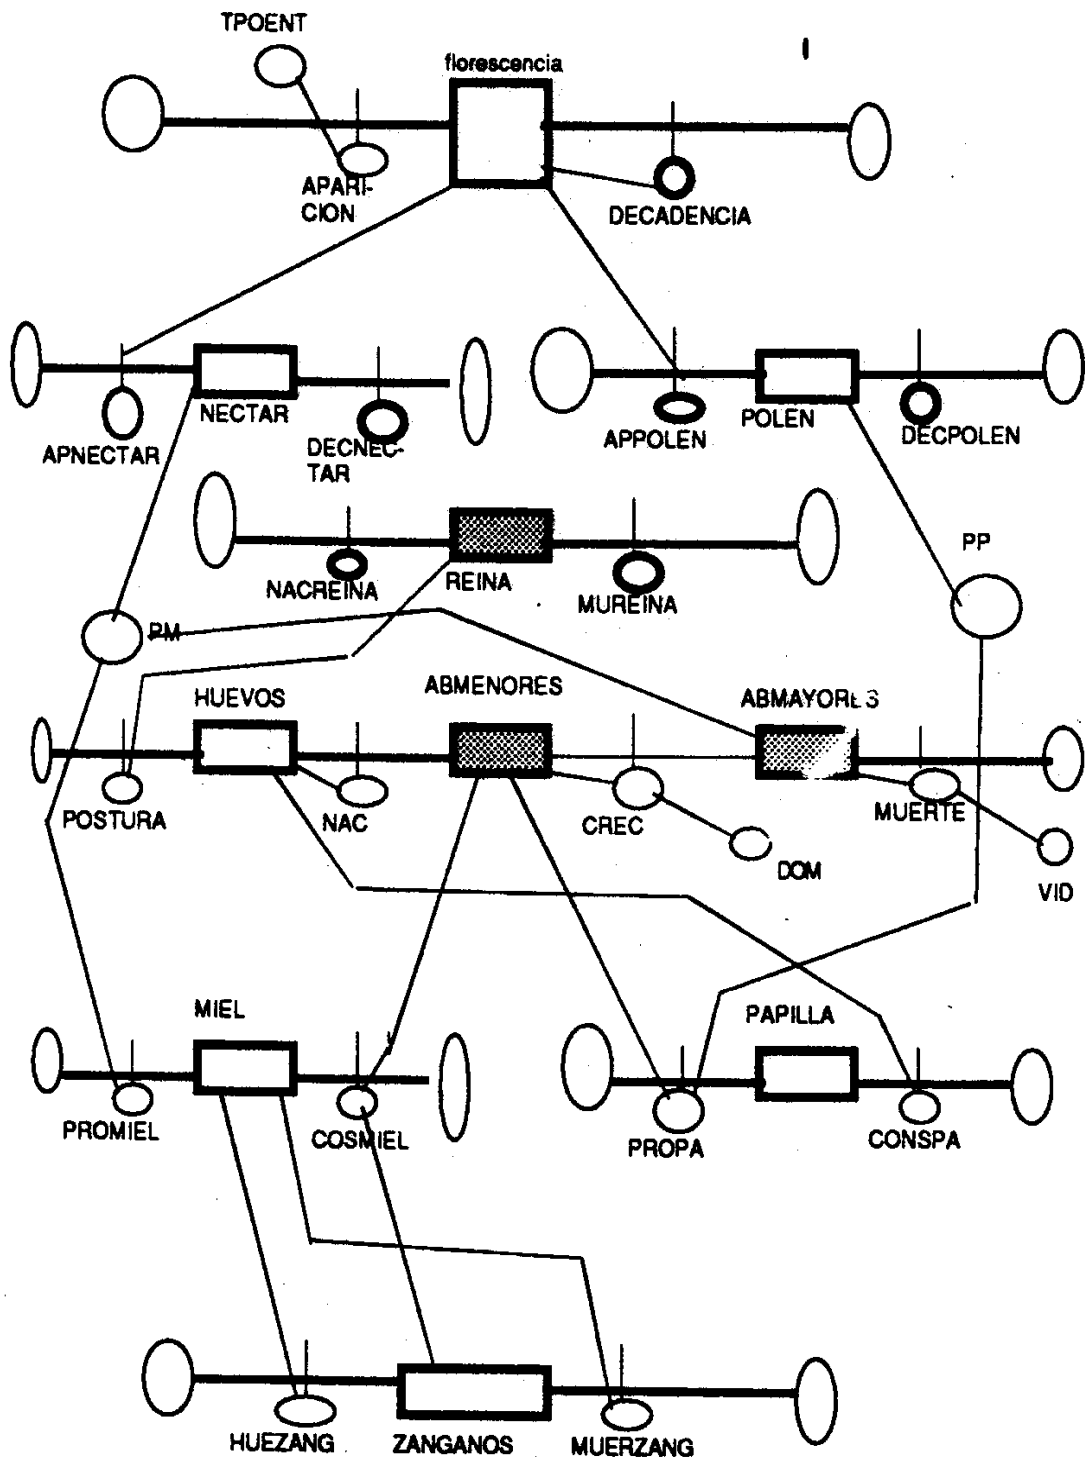 TPOENT
I
florescencia
APARI-
CION
DECADENCIA
NECTAR
APNECTAR
DECNEC-
TAR
POLEN
APPOLEN
DECPOLEN
NACREINA
REINA
MUREINA
PP
PM
HUEVOS
ABMENORES
ABMAYORES
POSTURA
NAC
CREC
MUERTE
DOM
VID
MIEL
PAPILLA
PROMIEL
COSMIEL
PROPA
CONSPA
HUEZANG
ZANGANOS
MUERZANG